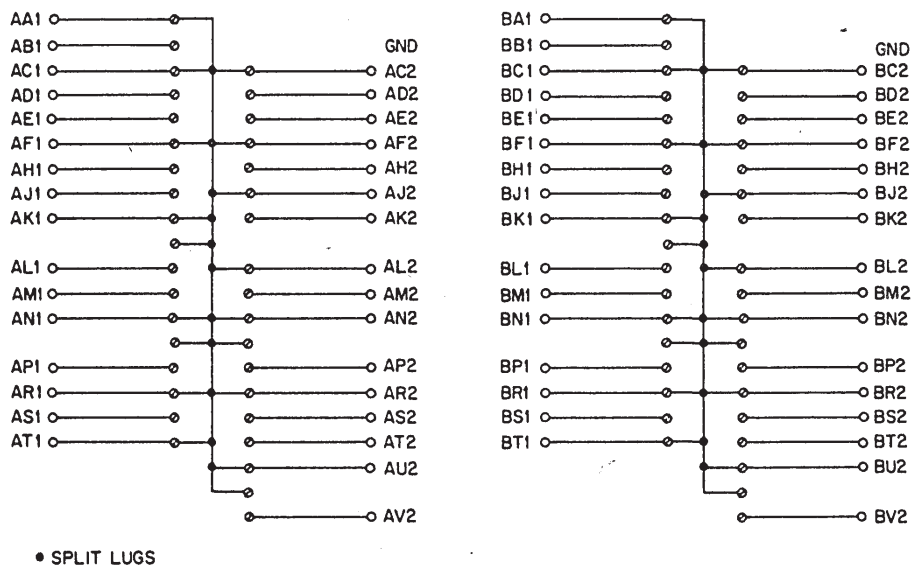 AA1
AB1
GND
AC1 AC2
AD1 AD2
AE1 AE2
AF1 AF2
AH1 AH2
AJ1 AJ2
AK1 AK2
AL1 AL2
AM1 AM2
AN1 AN2
AP1 AP2
AR1 AR2
AS1 AS2
AT1 AT2
AU2
AV2
BA1
BB1
GND
BC1 BC2
BD1 BD2
BE1 BE2
BF1 BF2
BH1 BH2
BJ1 BJ2
BK1 BK2
BL1 BL2
BM1 BM2
BN1 BN2
BP1 BP2
BR1 BR2
BS1 BS2
BT1 BT2
BU2
BV2
• SPLIT LUGS